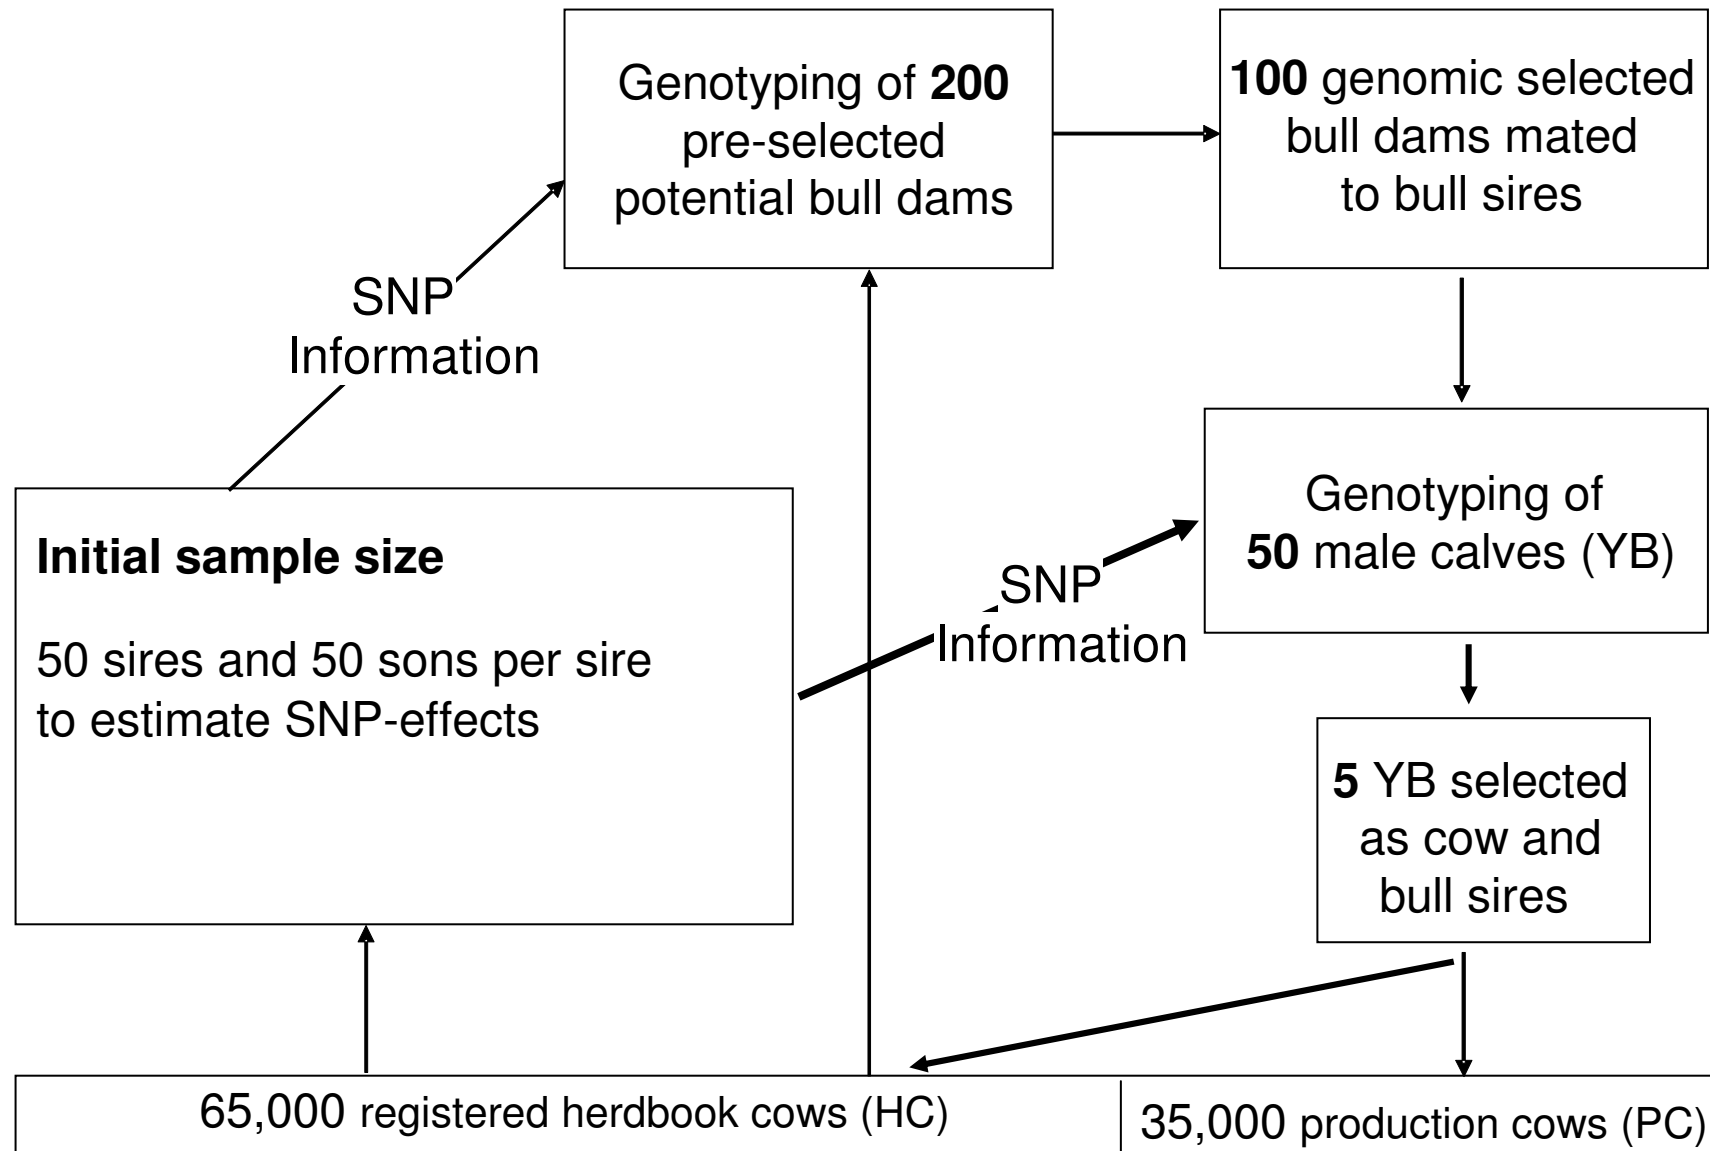 Genotyping of 200
pre-selected
potential bull dams
100 genomic selected
bull dams mated
to bull sires
SNP
Information
Initial sample size
50 sires and 50 sons per sire
to estimate SNP-effects
SNP
Information
Genotyping of
50 male calves (YB)
5 YB selected
as cow and
bull sires
65,000 registered herdbook cows (HC)
35,000 production cows (PC)